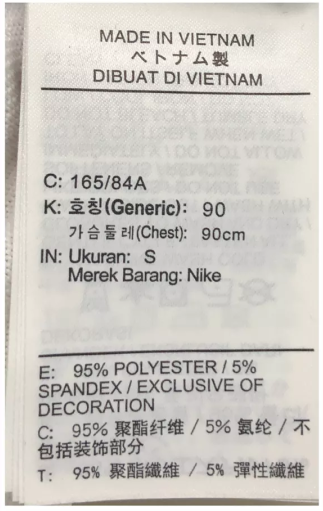 MADE IN VIETNAM
ベトナム製
DIBUAT DI VIETNAM
C: 165/84A
K: 호칭(Generic): 90
가슴둘레(Chest): 90cm
IN: Ukuran: S
Merek Barang: Nike
E: 95% POLYESTER / 5%
SPANDEX / EXCLUSIVE OF
DECORATION
C: 95% 聚酯纤维 / 5% 氨纶 / 不
包括装饰部分
T: 95% 聚酯纖維 / 5% 彈性纖維